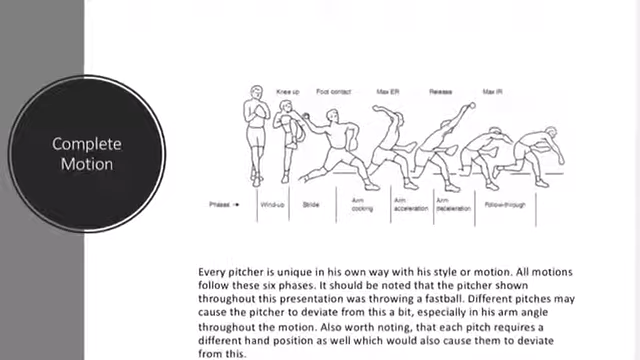 Complete
Motion
Knee up Foot contact Max ER Release Max IR
Phases Wind-up Stride Arm cocking Arm acceleration Arm deceleration Follow-through
Every pitcher is unique in his own way with his style or motion. All motions
follow these six phases. It should be noted that the pitcher shown
throughout this presentation was throwing a fastball. Different pitches may
cause the pitcher to deviate from this a bit, especially in his arm angle
throughout the motion. Also worth noting, that each pitch requires a
different hand position as well which would also cause them to deviate
from this.